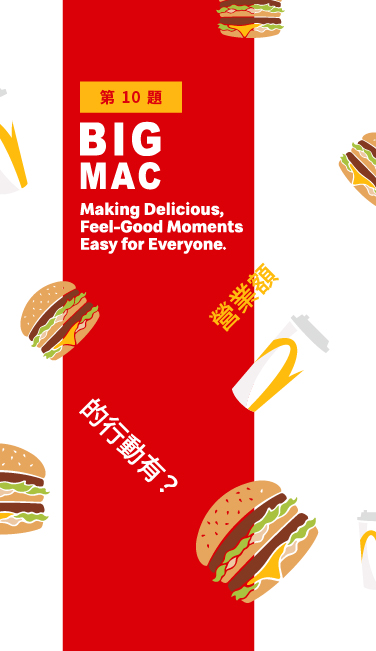 第 10 題
BIG
MAC
Making Delicious,
Feel-Good Moments
Easy for Everyone.
營業額
的行動有？